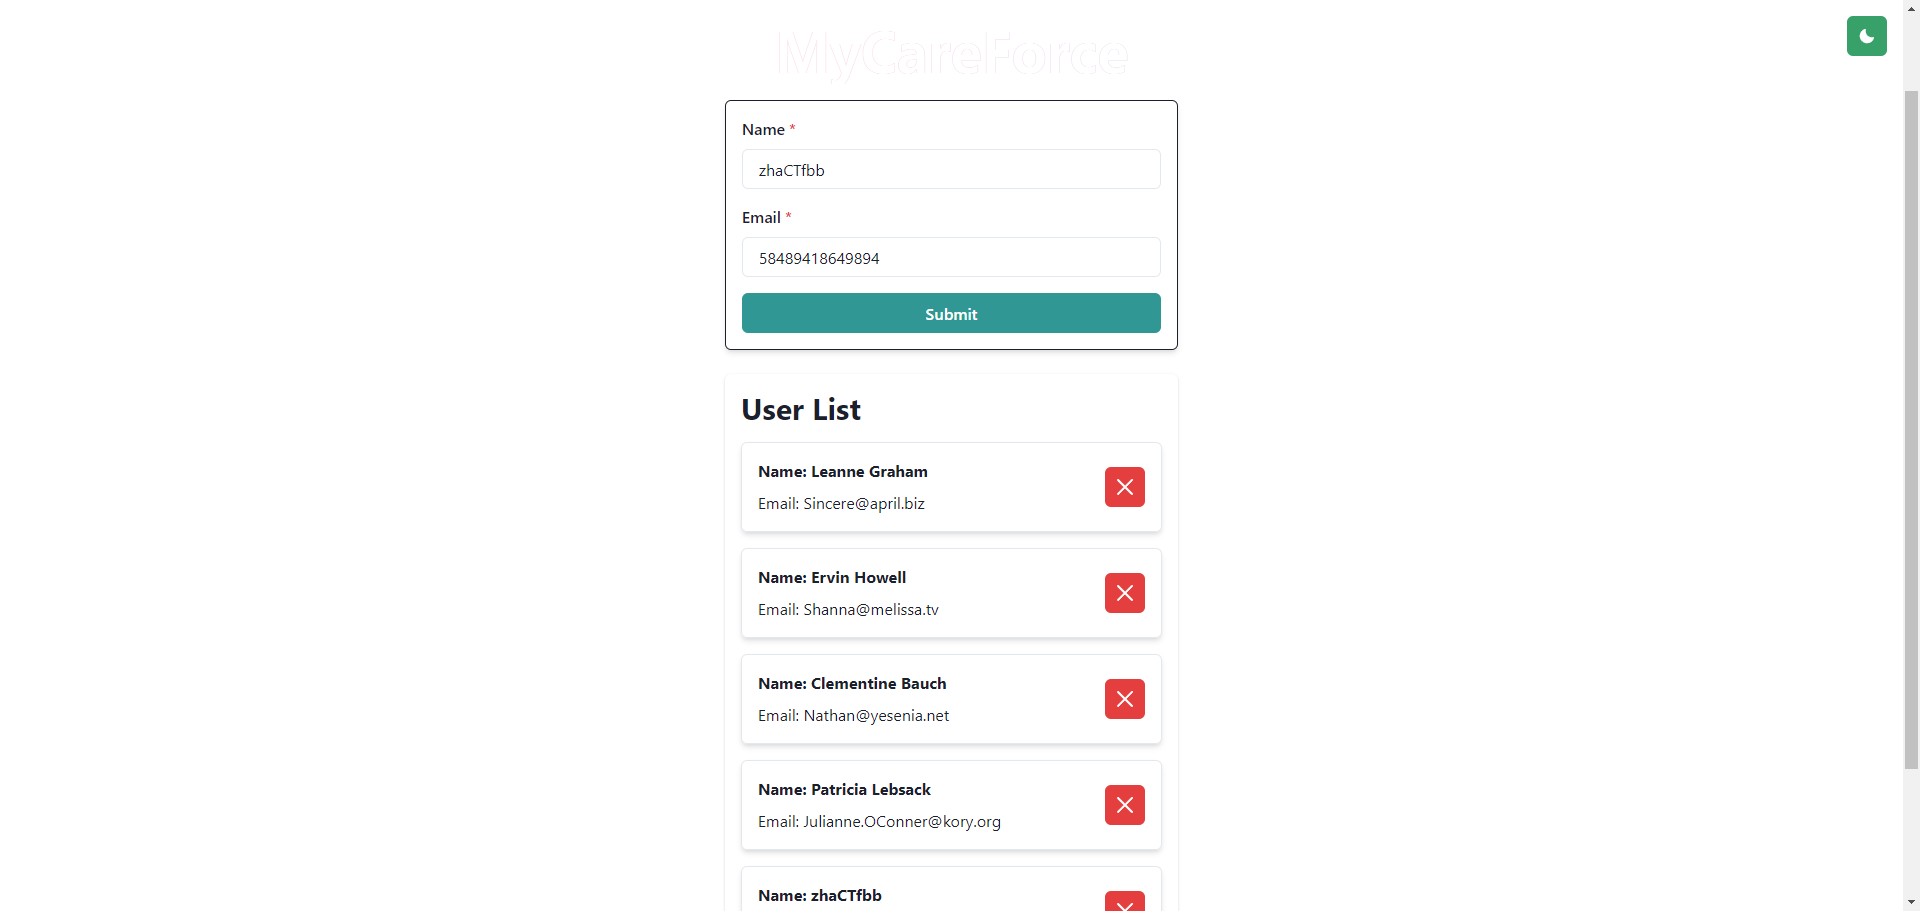 MyCareForce
Name *
zhaCTfbb
Email *
58489418649894
Submit
User List
Name: Leanne Graham
Email: Sincere@april.biz
Name: Ervin Howell
Email: Shanna@melissa.tv
Name: Clementine Bauch
Email: Nathan@yesenia.net
Name: Patricia Lebsack
Email: Julianne.OConner@kory.org
Name: zhaCTfbb